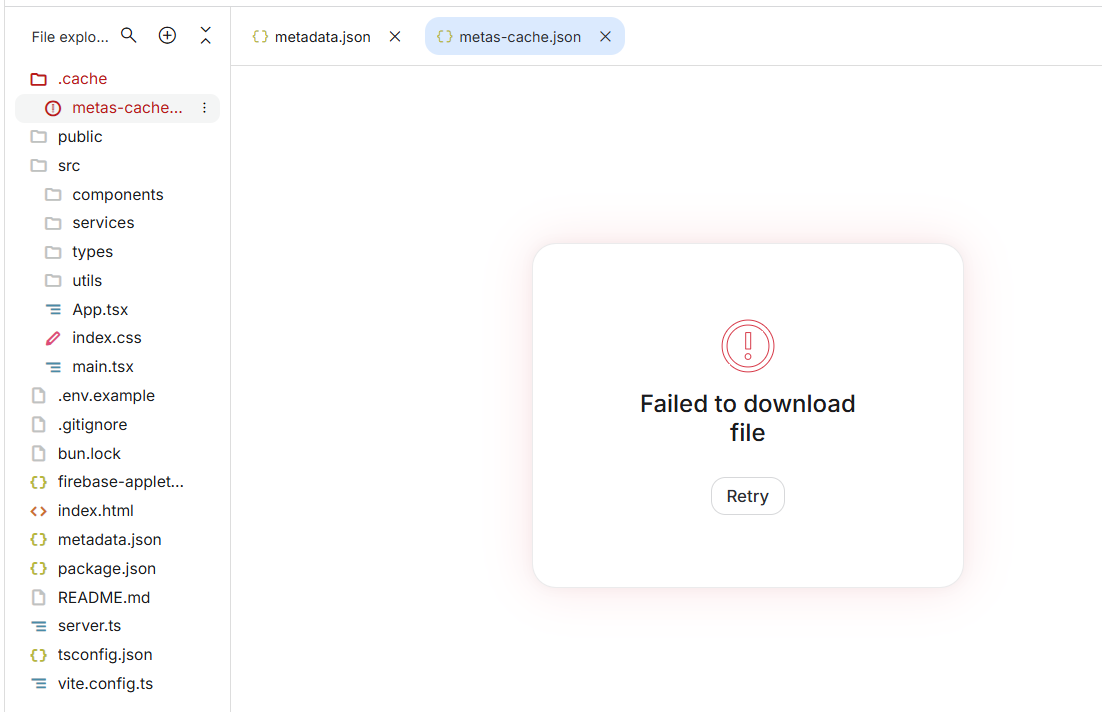 File explo...
metadata.json
metas-cache.json
.cache
metas-cache...
public
src
components
services
types
utils
App.tsx
index.css
main.tsx
.env.example
.gitignore
bun.lock
firebase-applet...
index.html
metadata.json
package.json
README.md
server.ts
tsconfig.json
vite.config.ts
Failed to download
file
Retry